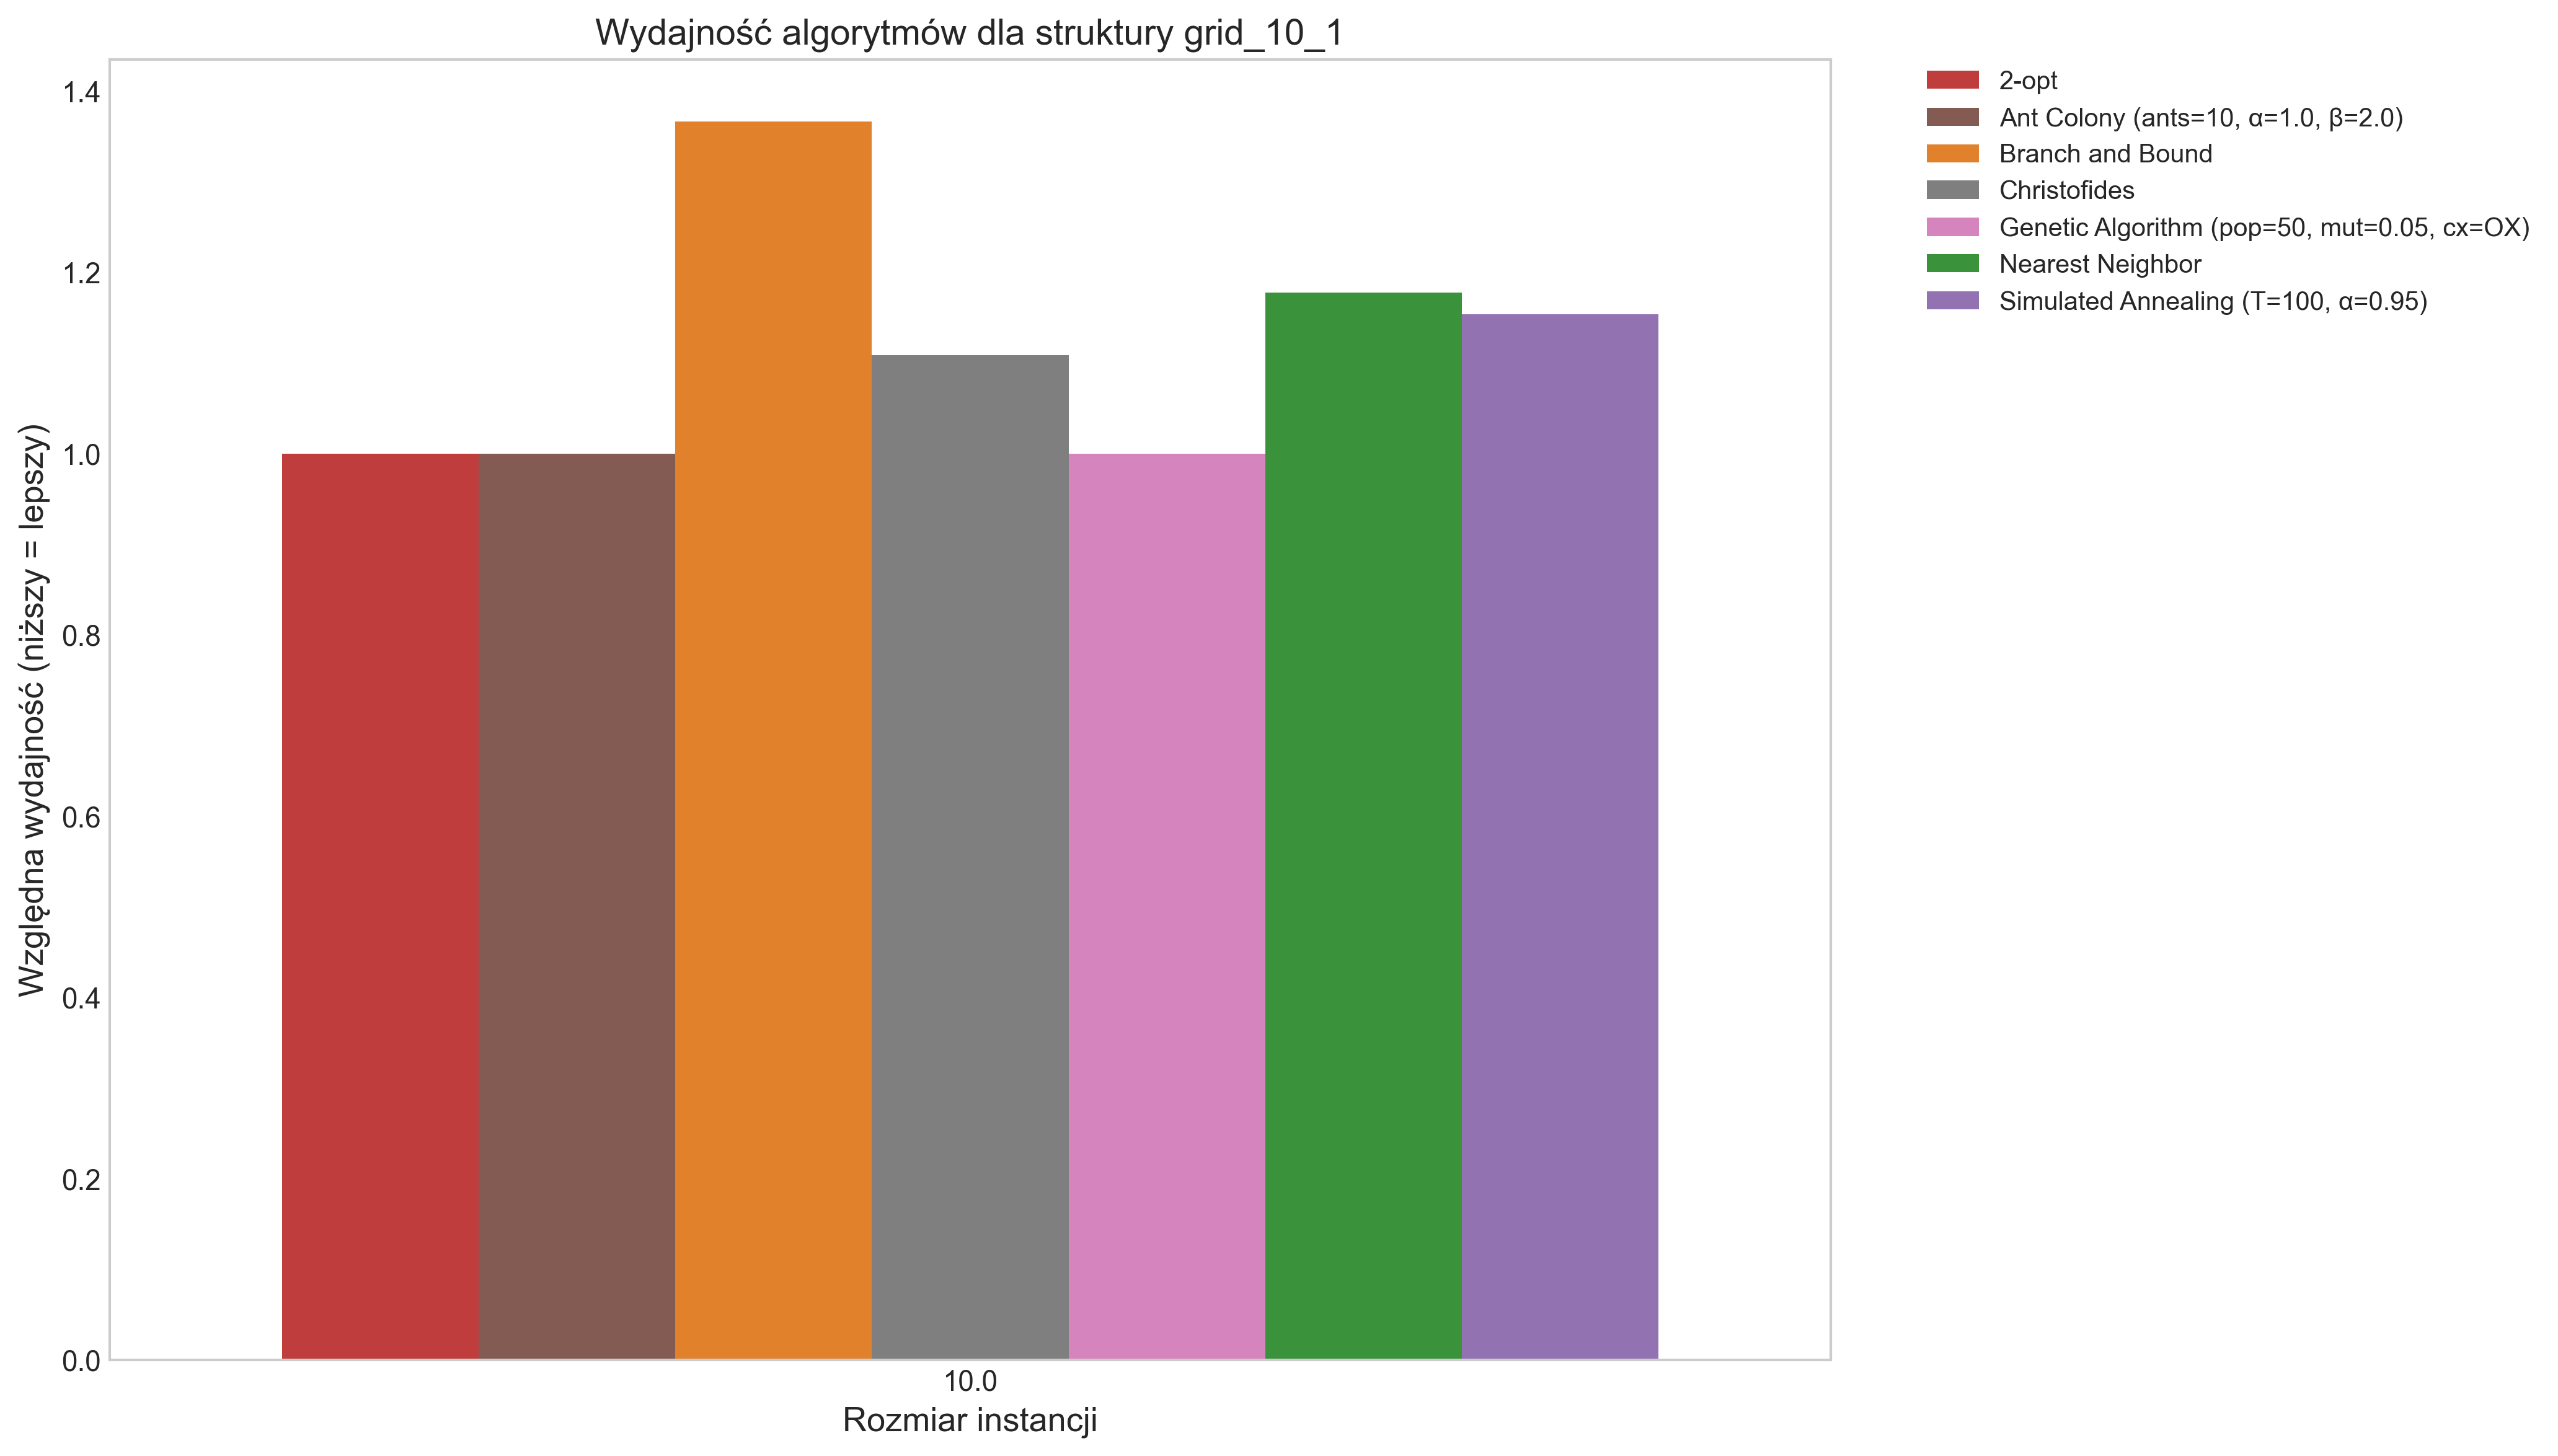 Wydajność algorytmów dla struktury grid_10_1
Względna wydajność (niższy = lepszy)
1.4
1.2
1.0
0.8
0.6
0.4
0.2
0.0
10.0
Rozmiar instancji
2-opt
Ant Colony (ants=10, α=1.0, β=2.0)
Branch and Bound
Christofides
Genetic Algorithm (pop=50, mut=0.05, cx=OX)
Nearest Neighbor
Simulated Annealing (T=100, α=0.95)